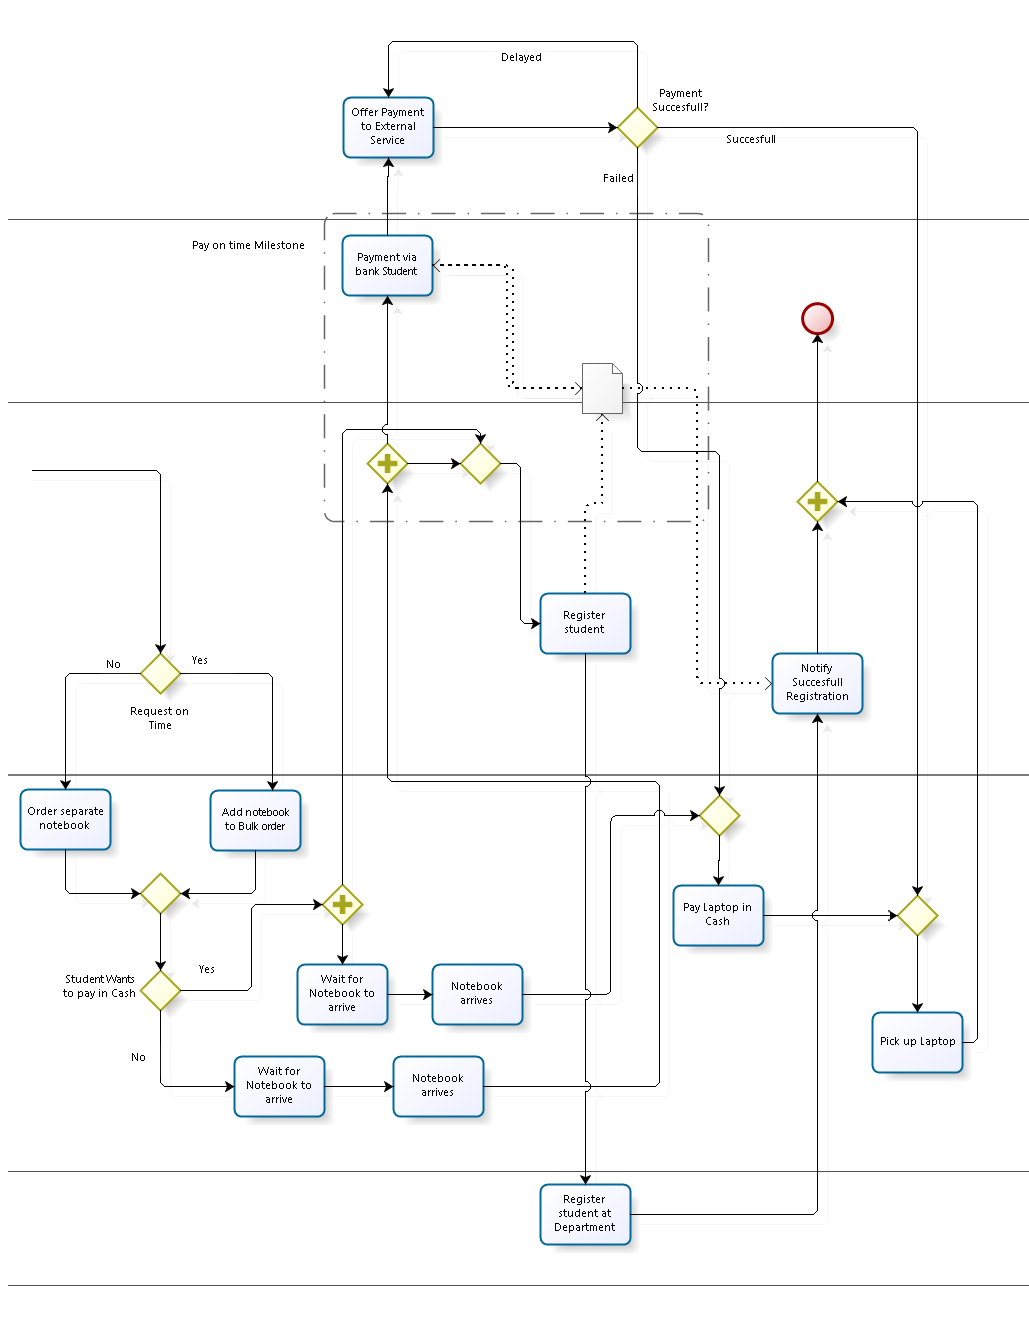 Delayed
Payment
Succesfull?
Offer Payment
to External
Service
Succesfull
Failed
Pay on time Milestone
Payment via
bank Student
Register
student
No
Yes
Request on
Time
Notify
Succesfull
Registration
Order separate
notebook
Add notebook
to Bulk order
Pay Laptop in
Cash
Student Wants
to pay in Cash
Yes
Wait for
Notebook to
arrive
Notebook
arrives
Pick up Laptop
No
Wait for
Notebook to
arrive
Notebook
arrives
Register
student at
Department